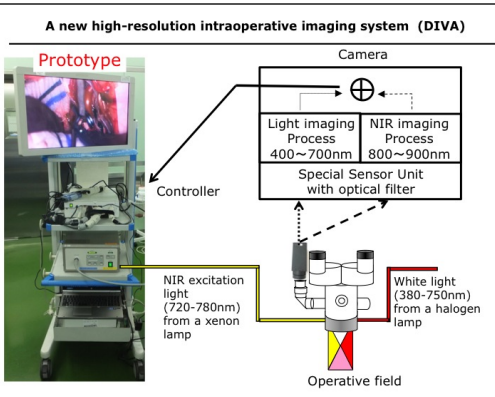 A new high-resolution intraoperative imaging system (DIVA)
Prototype
Camera
Light imaging
Process
400～700nm
NIR imaging
Process
800～900nm
Special Sensor Unit
with optical filter
Controller
NIR excitation
light
(720-780nm)
from a xenon
lamp
White light
(380-750nm)
from a halogen
lamp
Operative field